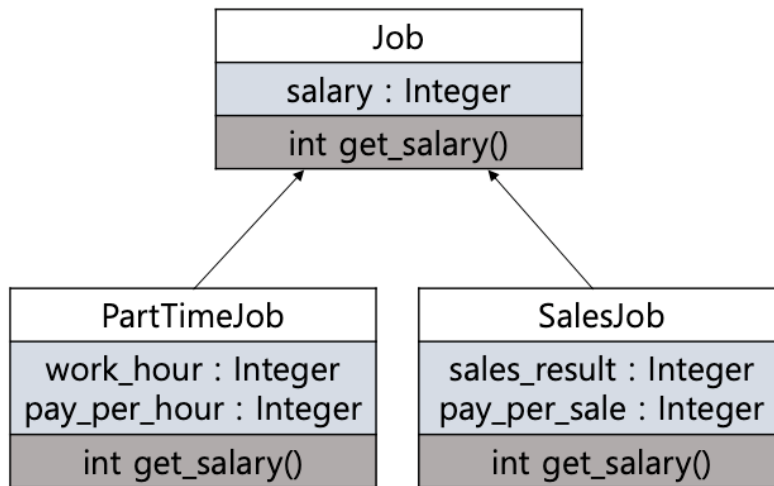 Job
salary : Integer
int get_salary()
PartTimeJob
work_hour : Integer
pay_per_hour : Integer
int get_salary()
SalesJob
sales_result : Integer
pay_per_sale : Integer
int get_salary()